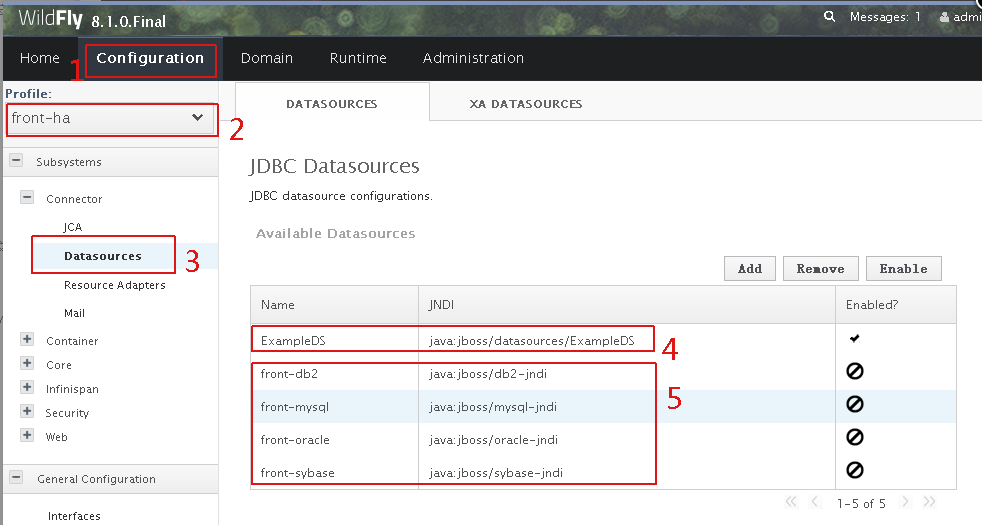 WildFly 8.1.0.Final
Messages: 1
admi
Home
1
Configuration
Domain
Runtime
Administration
Profile:
front-ha
2
Subsystems
Connector
JCA
Datasources
3
Resource Adapters
Mail
Container
Core
Infinispan
Security
Web
General Configuration
Interfaces
DATASOURCES
XA DATASOURCES
JDBC Datasources
JDBC datasource configurations.
Available Datasources
Add
Remove
Enable
Name
JNDI
Enabled?
ExampleDS
java:jboss/datasources/ExampleDS
4
front-db2
java:jboss/db2-jndi
5
front-mysql
java:jboss/mysql-jndi
front-oracle
java:jboss/oracle-jndi
front-sybase
java:jboss/sybase-jndi
1-5 of 5